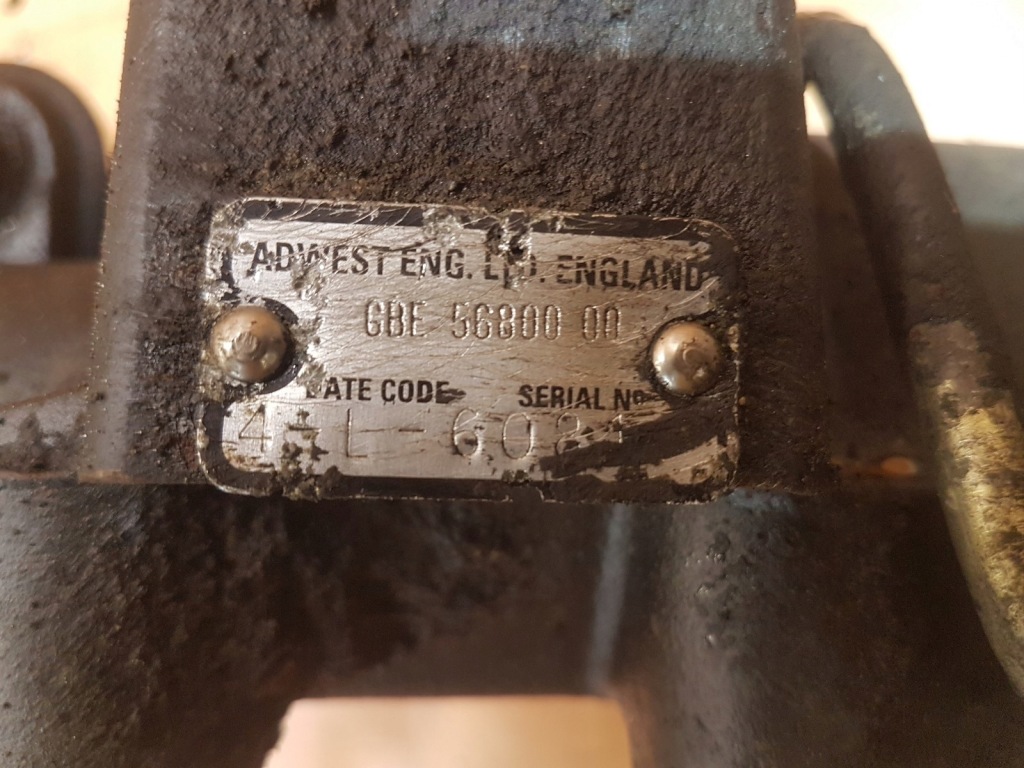 ADWEST ENG. LTD. ENGLAND
GBE 56800 00
DATE CODE SERIAL No